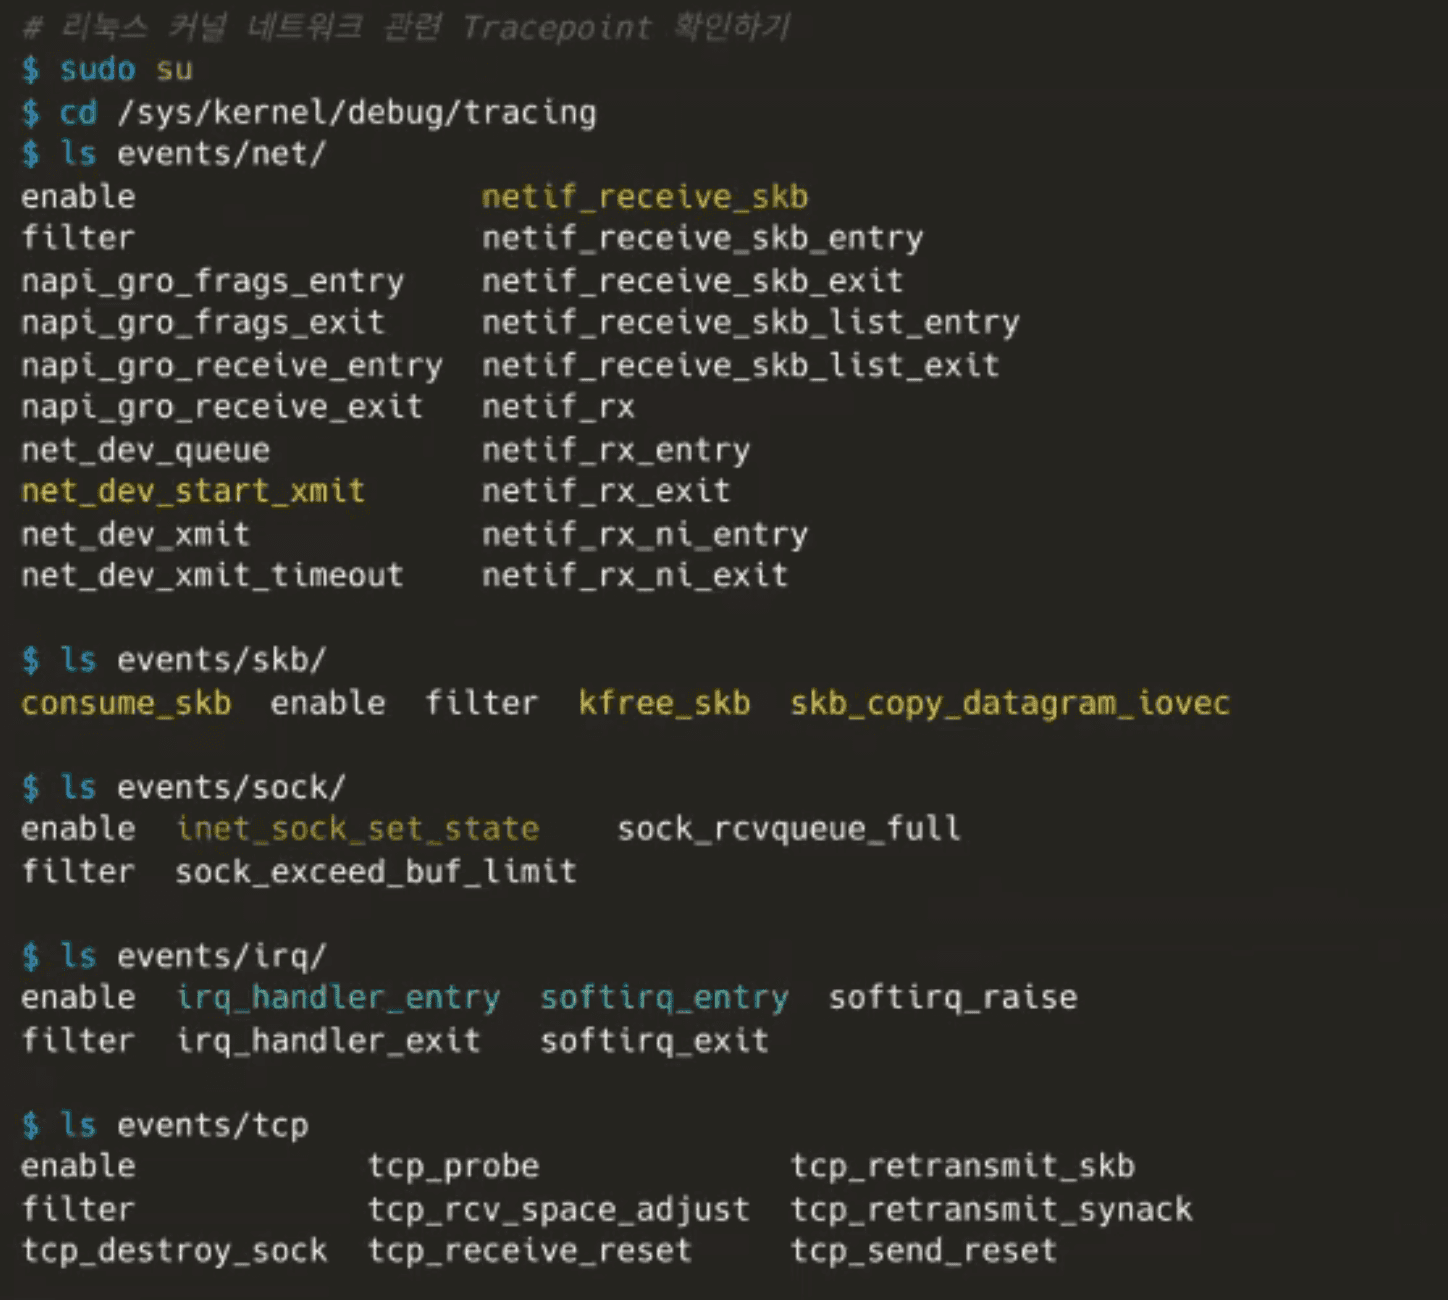 # 리눅스 커널 네트워크 관련 Tracepoint 확인하기
$ sudo su
$ cd /sys/kernel/debug/tracing
$ ls events/net/
enable netif_receive_skb
filter netif_receive_skb_entry
napi_gro_frags_entry netif_receive_skb_exit
napi_gro_frags_exit netif_receive_skb_list_entry
napi_gro_receive_entry netif_receive_skb_list_exit
napi_gro_receive_exit netif_rx
net_dev_queue netif_rx_entry
net_dev_start_xmit netif_rx_exit
net_dev_xmit netif_rx_ni_entry
net_dev_xmit_timeout netif_rx_ni_exit
$ ls events/skb/
consume_skb enable filter kfree_skb skb_copy_datagram_iovec
$ ls events/sock/
enable inet_sock_set_state sock_rcvqueue_full
filter sock_exceed_buf_limit
$ ls events/irq/
enable irq_handler_entry softirq_entry softirq_raise
filter irq_handler_exit softirq_exit
$ ls events/tcp
enable tcp_probe tcp_retransmit_skb
filter tcp_rcv_space_adjust tcp_retransmit_synack
tcp_destroy_sock tcp_receive_reset tcp_send_reset